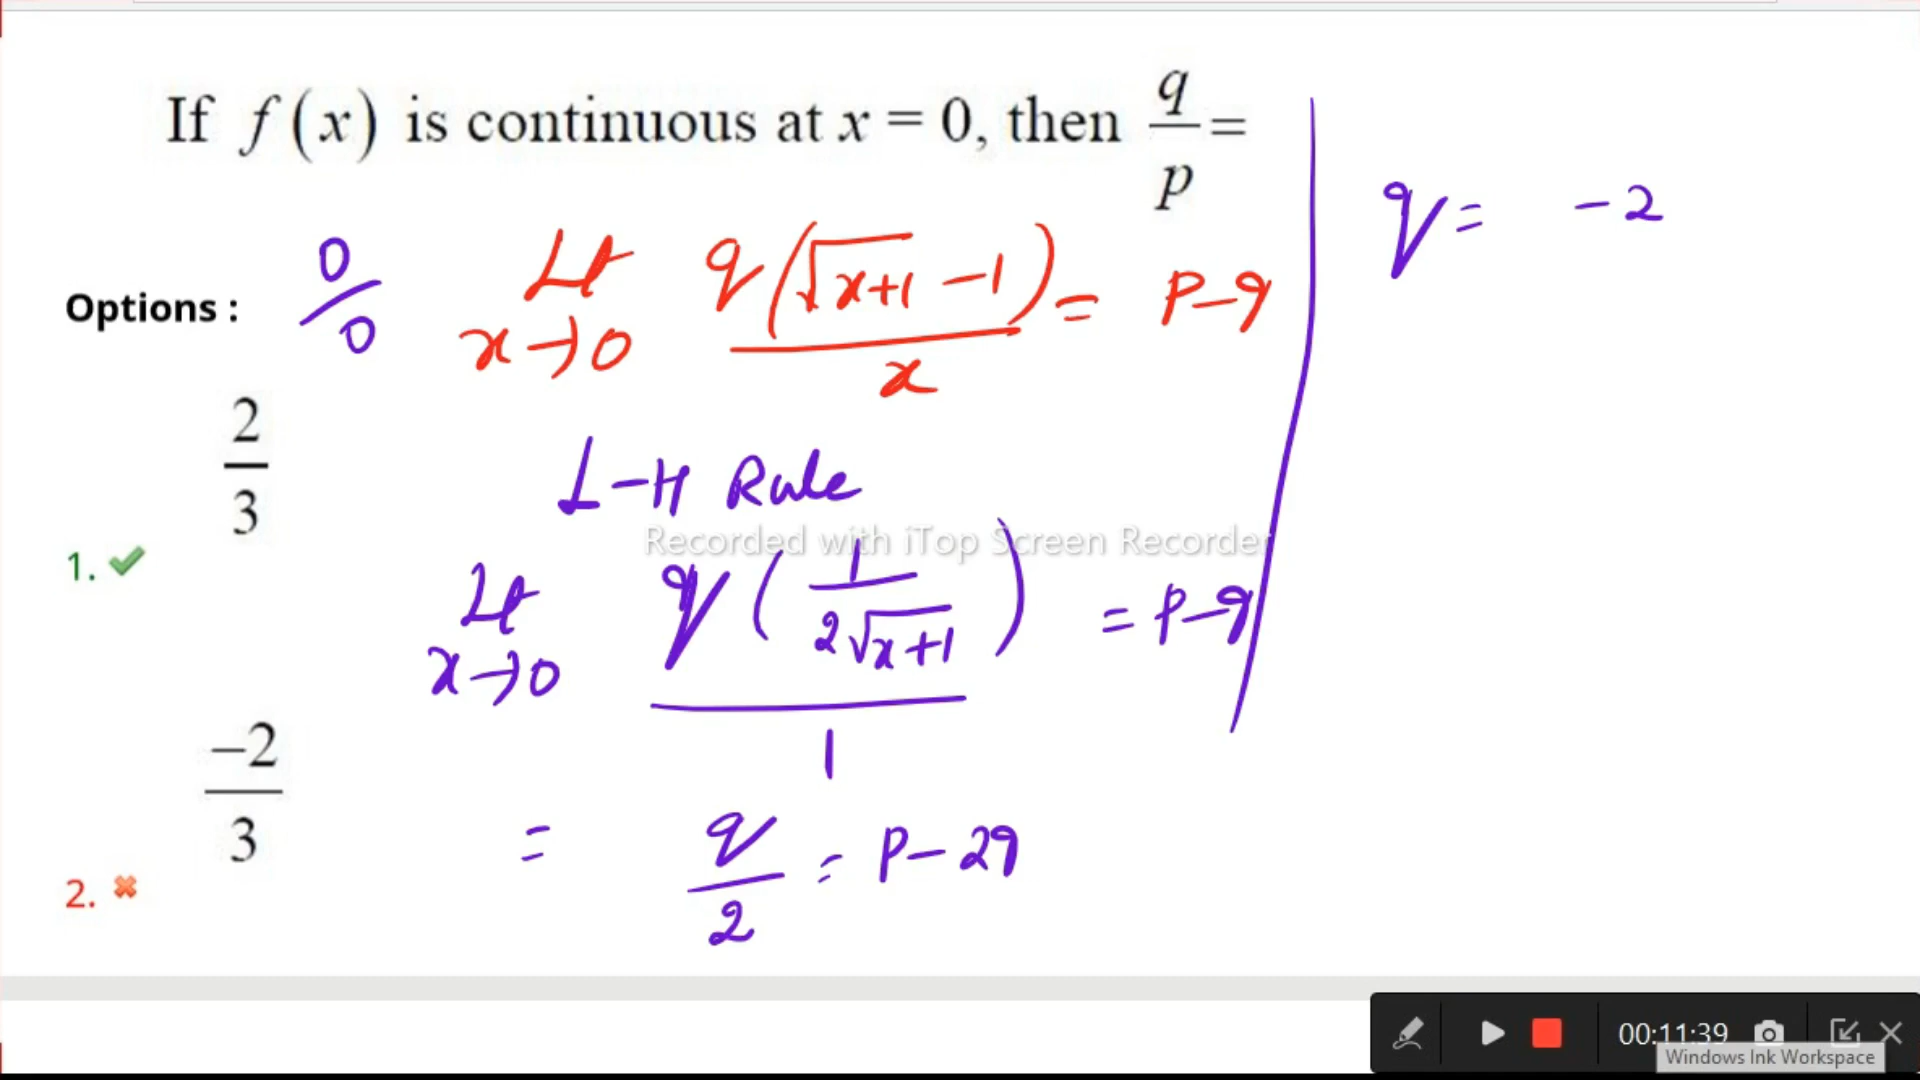 If f(x) is continuous at x = 0, then q/p =
q = -2
0/0
Lt x→0 q(√x+1 -1)/x = P-q
Options :
2/3
1.
L-H Rule
Recorded with iTop Screen Recorder
Lt x→0 q(1/2√x+1)/1 = P-q
-2/3
2.
= q/2 = P-2q
00:11:39
Windows Ink Workspace